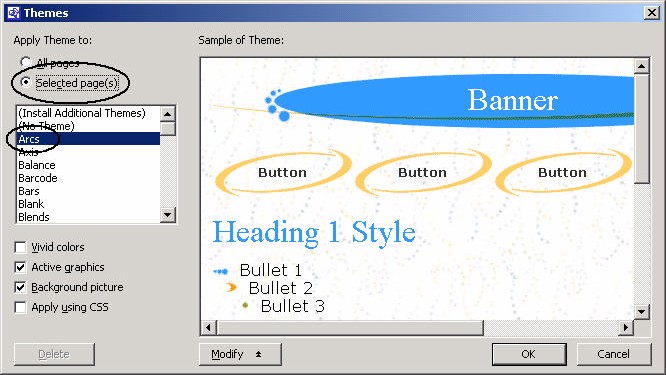 Themes
Apply Theme to:
All pages
Selected page(s)
(Install Additional Themes)
(No Theme)
Arcs
Axis
Balance
Barcode
Bars
Blank
Blends
Vivid colors
Active graphics
Background picture
Apply using CSS
Delete
Sample of Theme:
Banner
Button Button Button
Heading 1 Style
Bullet 1
Bullet 2
Bullet 3
Modify
OK
Cancel